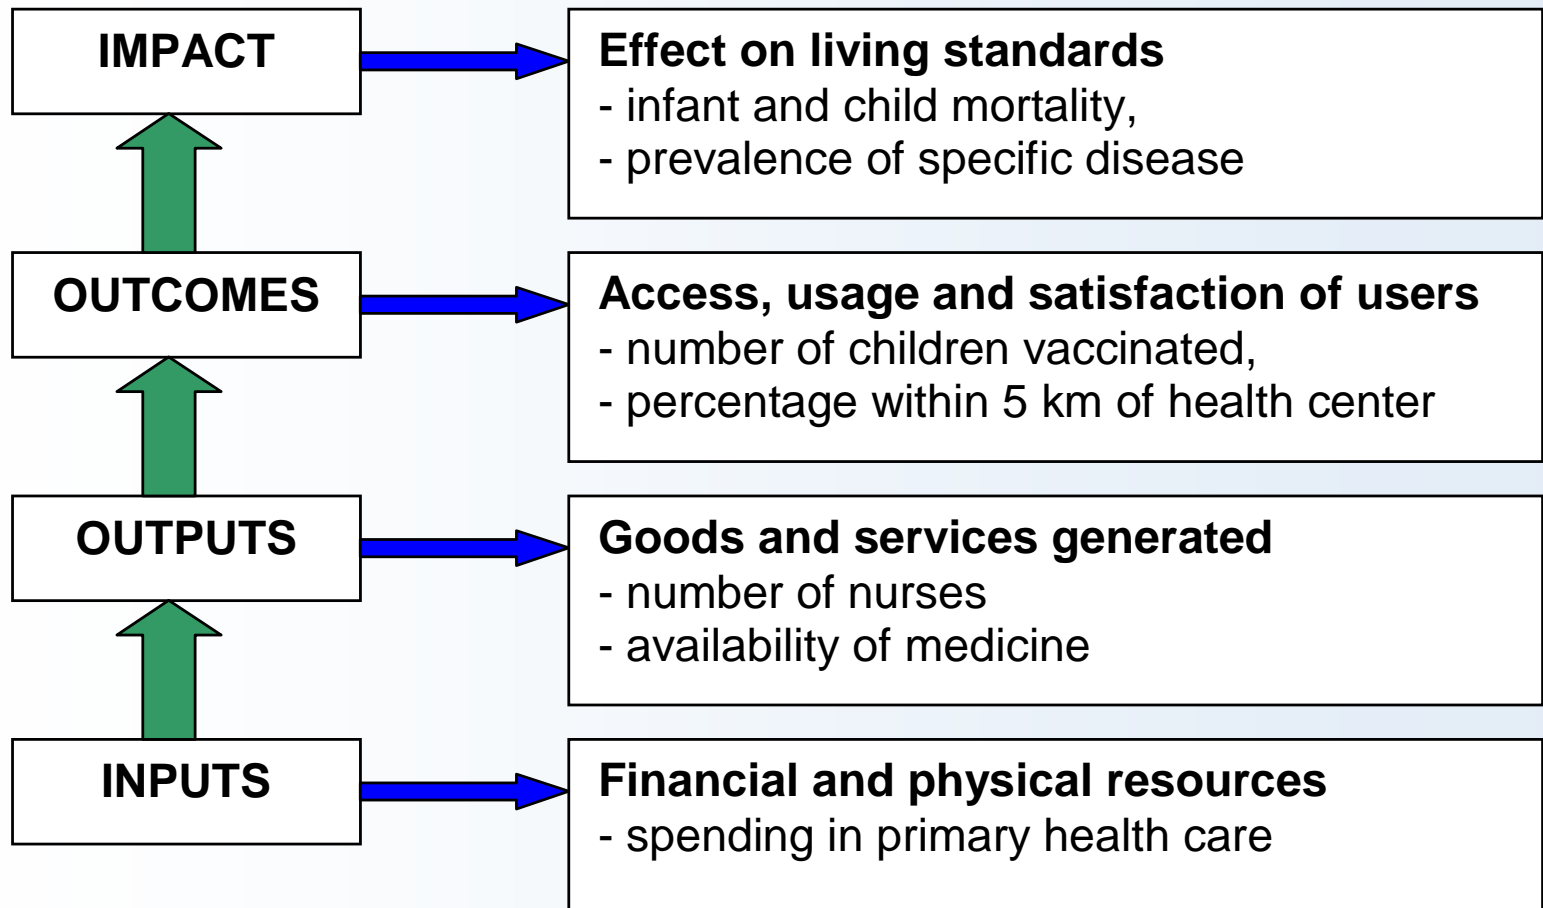 IMPACT
Effect on living standards
- infant and child mortality,
- prevalence of specific disease
OUTCOMES
Access, usage and satisfaction of users
- number of children vaccinated,
- percentage within 5 km of health center
OUTPUTS
Goods and services generated
- number of nurses
- availability of medicine
INPUTS
Financial and physical resources
- spending in primary health care